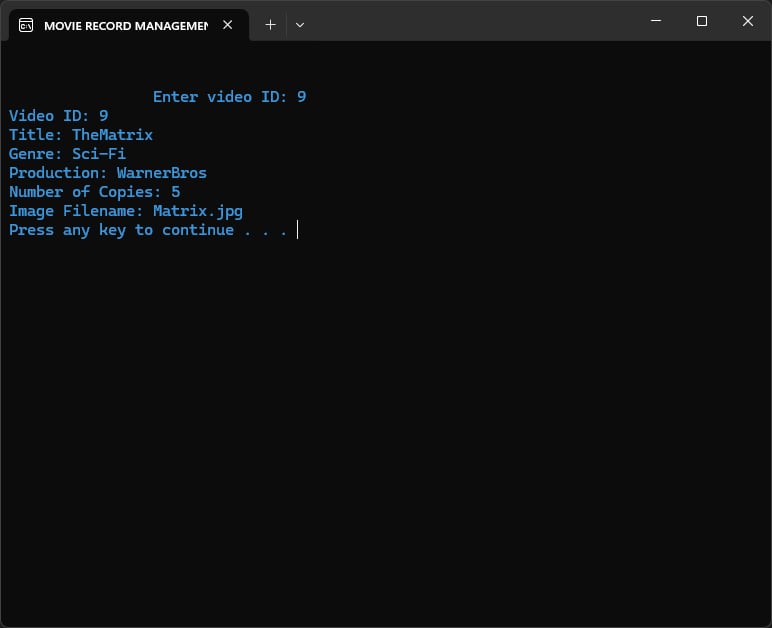 MOVIE RECORD MANAGEMEN
Enter video ID: 9
Video ID: 9
Title: TheMatrix
Genre: Sci-Fi
Production: WarnerBros
Number of Copies: 5
Image Filename: Matrix.jpg
Press any key to continue . . .